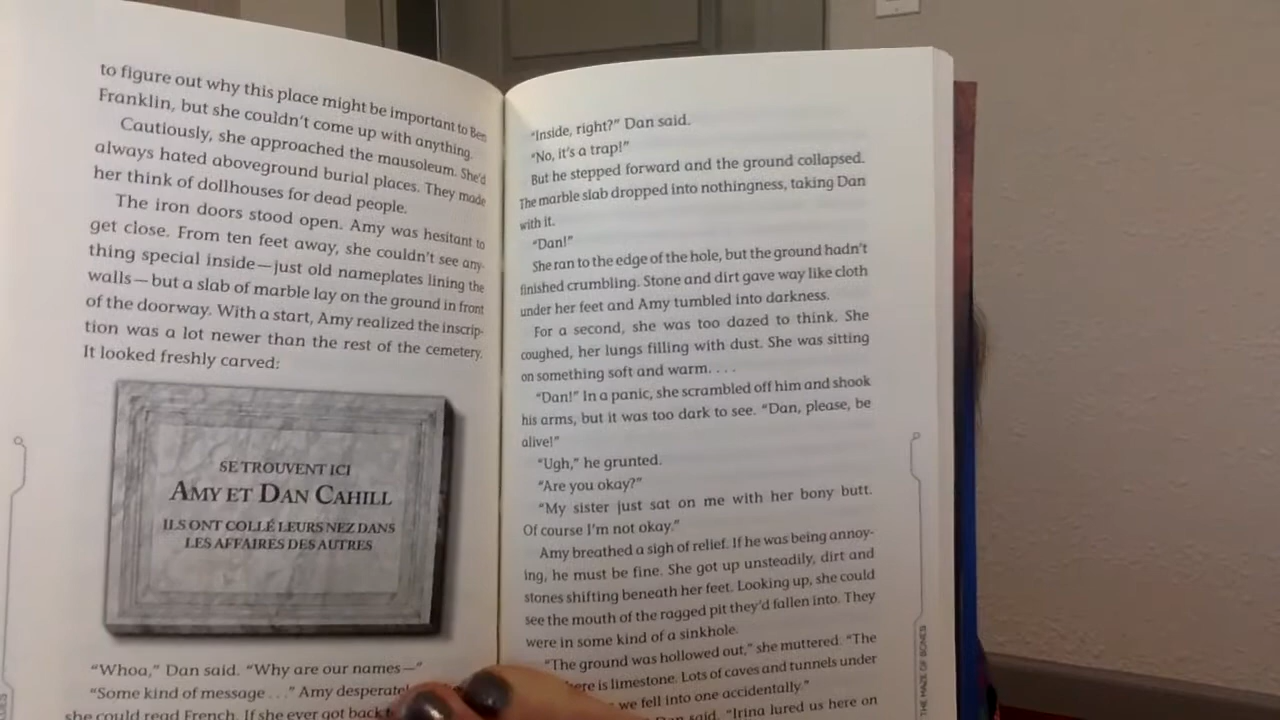 to figure out why this place might be important to Ben
Franklin, but she couldn't come up with anything.
Cautiously, she approached the mausoleum. She'd
always hated aboveground burial places. They made
her think of dollhouses for dead people.
The iron doors stood open. Amy was hesitant to
get close. From ten feet away, she couldn't see any-
thing special inside—just old nameplates lining the
walls—but a slab of marble lay on the ground in front
of the doorway. With a start, Amy realized the inscrip-
tion was a lot newer than the rest of the cemetery.
It looked freshly carved:
SE TROUVENT ICI
AMY ET DAN CAHILL
ILS ONT COLLÉ LEURS NEZ DANS
LES AFFAIRES DES AUTRES
"Whoa," Dan said. "Why are our names—"
"Some kind of message . . ." Amy
she could read French. If she ever got back
"Inside, right?" Dan said.
"No, it's a trap!"
But he stepped forward and the ground collapsed.
The marble slab dropped into nothingness, taking Dan
with it.
"Dan!"
She ran to the edge of the hole, but the ground hadn't
finished crumbling. Stone and dirt gave way like cloth
under her feet and Amy tumbled into darkness.
For a second, she was too dazed to think. She
coughed, her lungs filling with dust. She was sitting
on something soft and warm. . . .
"Dan!" In a panic, she scrambled off him and shook
his arms, but it was too dark to see. "Dan, please, be
alive!"
"Ugh," he grunted.
"Are you okay?"
"My sister just sat on me with her bony butt.
Of course I'm not okay."
Amy breathed a sigh of relief. If he was being annoy-
ing, he must be fine. She got up unsteadily, dirt and
stones shifting beneath her feet. Looking up, she could
see the mouth of the ragged pit they'd fallen into. They
were in some kind of a sinkhole.
"The ground was hollowed out," she muttered. "The
is limestone. Lots of caves and tunnels under
we fell into one accidentally."
Dan said. "Irina lured us here on
THE MAZE OF BONES